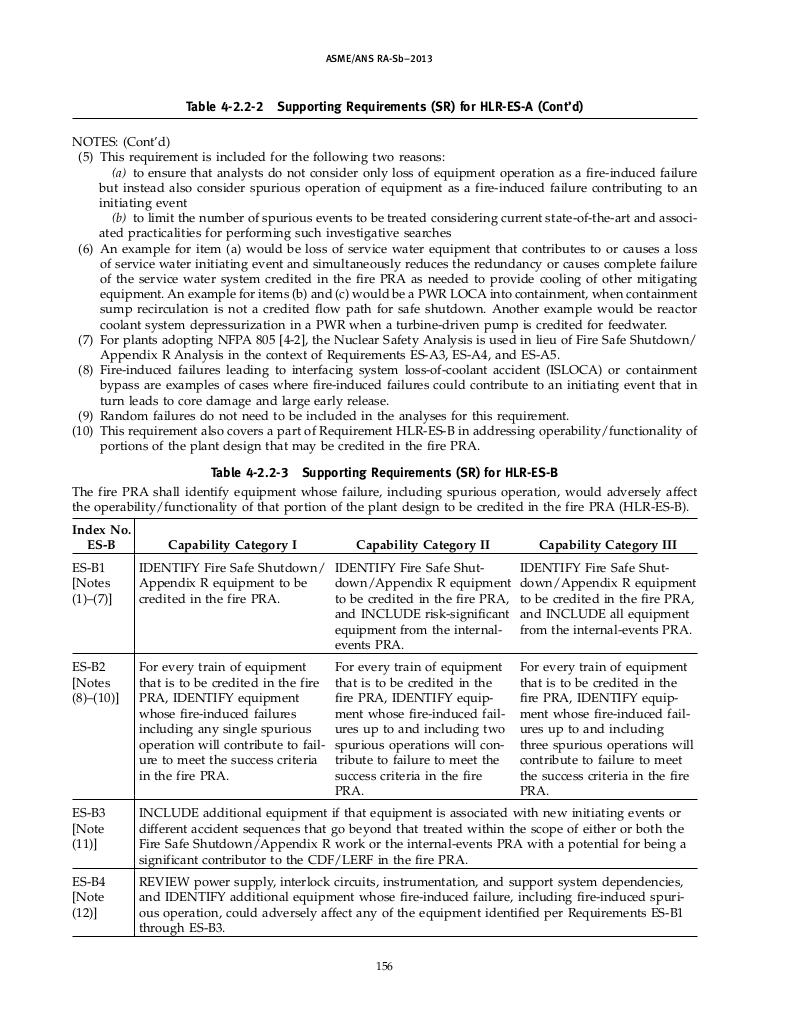 ASME/ANS RA-Sb–2013
Table 4-2.2-2 Supporting Requirements (SR) for HLR-ES-A (Cont'd)
NOTES: (Cont'd)
(5) This requirement is included for the following two reasons:
(a) to ensure that analysts do not consider only loss of equipment operation as a fire-induced failure
but instead also consider spurious operation of equipment as a fire-induced failure contributing to an
initiating event
(b) to limit the number of spurious events to be treated considering current state-of-the-art and associ-
ated practicalities for performing such investigative searches
(6) An example for item (a) would be loss of service water equipment that contributes to or causes a loss
of service water initiating event and simultaneously reduces the redundancy or causes complete failure
of the service water system credited in the fire PRA as needed to provide cooling of other mitigating
equipment. An example for items (b) and (c) would be a PWR LOCA into containment, when containment
sump recirculation is not a credited flow path for safe shutdown. Another example would be reactor
coolant system depressurization in a PWR when a turbine-driven pump is credited for feedwater.
(7) For plants adopting NFPA 805 [4-2], the Nuclear Safety Analysis is used in lieu of Fire Safe Shutdown/
Appendix R Analysis in the context of Requirements ES-A3, ES-A4, and ES-A5.
(8) Fire-induced failures leading to interfacing system loss-of-coolant accident (ISLOCA) or containment
bypass are examples of cases where fire-induced failures could contribute to an initiating event that in
turn leads to core damage and large early release.
(9) Random failures do not need to be included in the analyses for this requirement.
(10) This requirement also covers a part of Requirement HLR-ES-B in addressing operability/functionality of
portions of the plant design that may be credited in the fire PRA.
Table 4-2.2-3 Supporting Requirements (SR) for HLR-ES-B
The fire PRA shall identify equipment whose failure, including spurious operation, would adversely affect
the operability/functionality of that portion of the plant design to be credited in the fire PRA (HLR-ES-B).
Index No.
ES-B
Capability Category I
Capability Category II
Capability Category III
ES-B1
[Notes
(1)–(7)]
IDENTIFY Fire Safe Shutdown/
Appendix R equipment to be
credited in the fire PRA.
IDENTIFY Fire Safe Shut-
down/Appendix R equipment
to be credited in the fire PRA,
and INCLUDE risk-significant
equipment from the internal-
events PRA.
IDENTIFY Fire Safe Shut-
down/Appendix R equipment
to be credited in the fire PRA,
and INCLUDE all equipment
from the internal-events PRA.
ES-B2
[Notes
(8)–(10)]
For every train of equipment
that is to be credited in the fire
PRA, IDENTIFY equipment
whose fire-induced failures
including any single spurious
operation will contribute to fail-
ure to meet the success criteria
in the fire PRA.
For every train of equipment
that is to be credited in the
fire PRA, IDENTIFY equip-
ment whose fire-induced fail-
ures up to and including two
spurious operations will con-
tribute to failure to meet the
success criteria in the fire
PRA.
For every train of equipment
that is to be credited in the
fire PRA, IDENTIFY equip-
ment whose fire-induced fail-
ures up to and including
three spurious operations will
contribute to failure to meet
the success criteria in the fire
PRA.
ES-B3
[Note
(11)]
INCLUDE additional equipment if that equipment is associated with new initiating events or
different accident sequences that go beyond that treated within the scope of either or both the
Fire Safe Shutdown/Appendix R work or the internal-events PRA with a potential for being a
significant contributor to the CDF/LERF in the fire PRA.
ES-B4
[Note
(12)]
REVIEW power supply, interlock circuits, instrumentation, and support system dependencies,
and IDENTIFY additional equipment whose fire-induced failure, including fire-induced spuri-
ous operation, could adversely affect any of the equipment identified per Requirements ES-B1
through ES-B3.
156